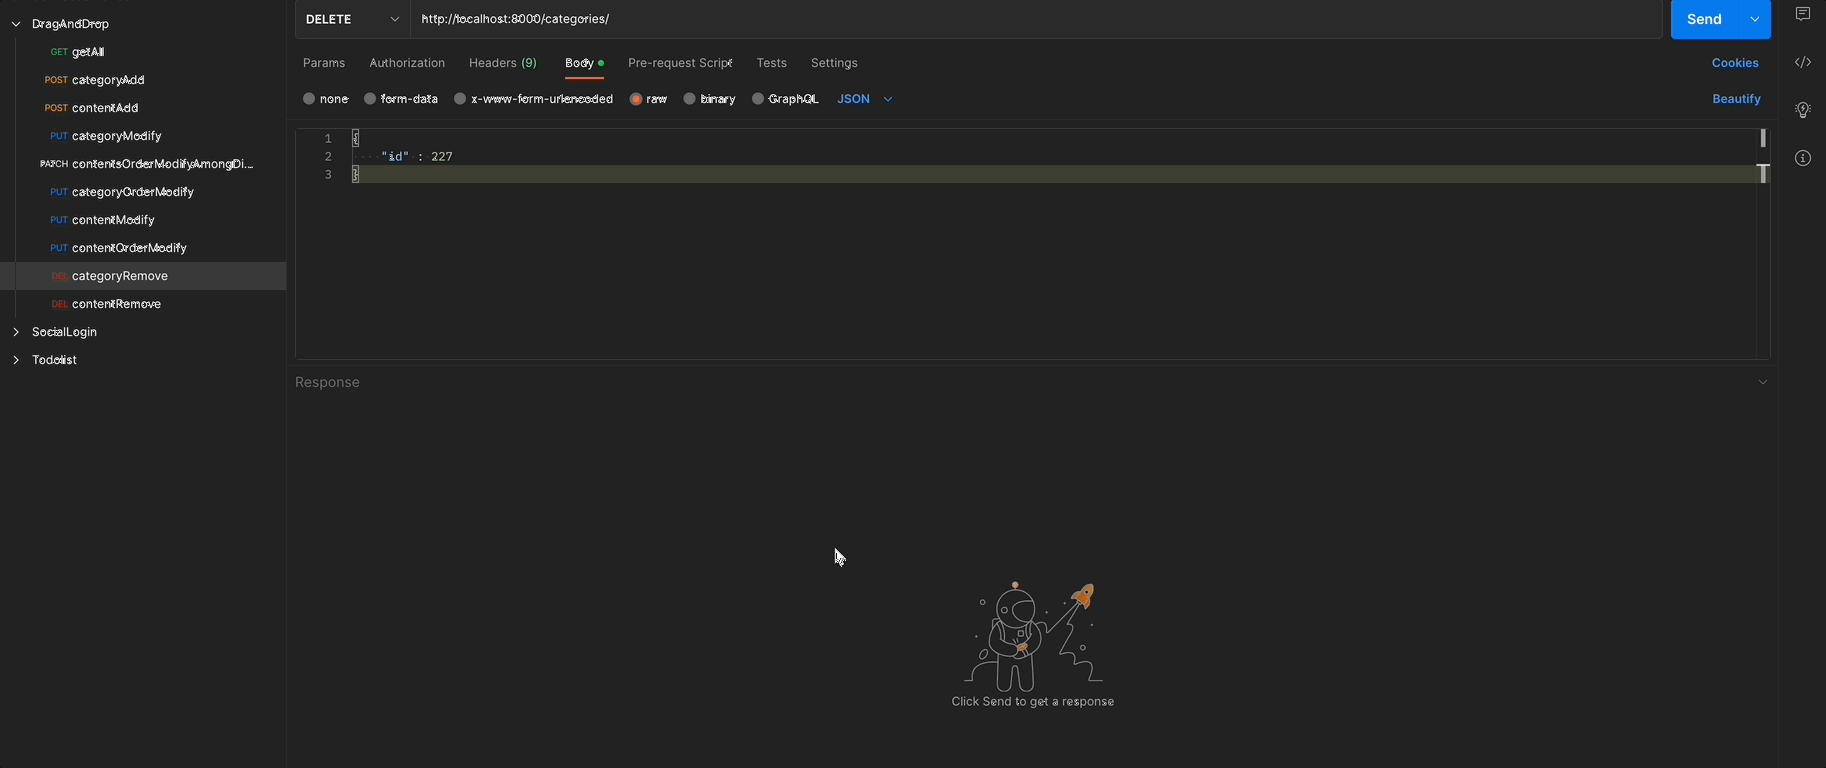 DragAndDrop
GET getAll
POST categoryAdd
POST contentAdd
PUT categoryModify
PATCH contentsOrderModifyAmongDi...
PUT categoryOrderModify
PUT contentModify
PUT contentOrderModify
DEL categoryRemove
DEL contentRemove
SocialLogin
Todolist
DELETE http://localhost:8000/categories/ Send
Params Authorization Headers (9) Body Pre-request Script Tests Settings Cookies
none form-data x-www-form-urlencoded raw binary GraphQL JSON Beautify
1 {
2 "id" : 227
3 }
Response
Click Send to get a response